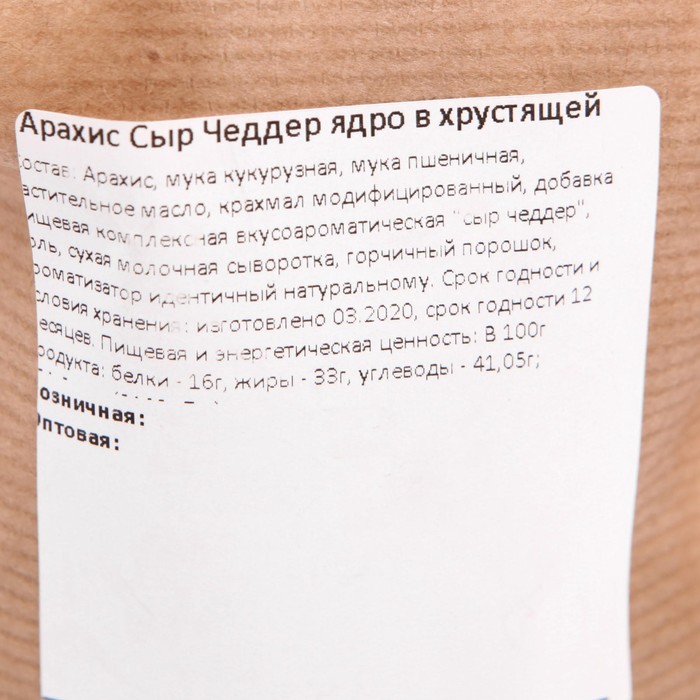 Арахис Сыр Чеддер ядро в хрустящей
остав: Арахис, мука кукурузная, мука пшеничная,
астительное масло, крахмал модифицированный, добавка
ищевая комплексная вкусоароматическая "сыр чеддер",
оль, сухая молочная сыворотка, горчичный порошок,
роматизатор идентичный натуральному. Срок годности и
словия хранения: изготовлено 03.2020, срок годности 12
есяцев. Пищевая и энергетическая ценность: В 100г
родукта: белки - 16г, жиры - 33г, углеводы - 41,05г;
озничная:
птовая: